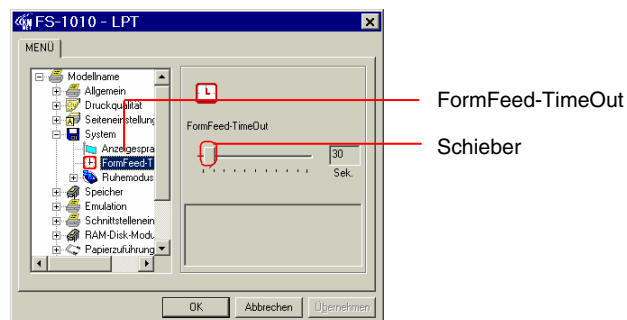 FS-1010 - LPT
MENÜ
Modellname
Allgemein
Druckqualität
Seiteneinstellung
System
Anzeigespra
FormFeed-T
Ruhemodus
Speicher
Emulation
Schnittstellenein
RAM-Disk-Modu
Papierzuführung
FormFeed-TimeOut
30
Sek.
OK
Abbrechen
Übernehmen
FormFeed-TimeOut
Schieber